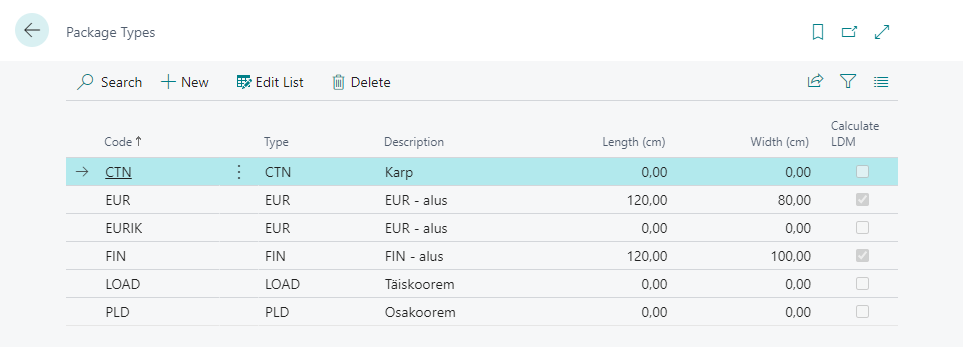 Package Types
Search New Edit List Delete
Code ↑ Type Description Length (cm) Width (cm) Calculate LDM
CTN CTN Karp 0,00 0,00
EUR EUR EUR - alus 120,00 80,00
EURIK EUR EUR - alus 0,00 0,00
FIN FIN FIN - alus 120,00 100,00
LOAD LOAD Täiskoorem 0,00 0,00
PLD PLD Osakoorem 0,00 0,00